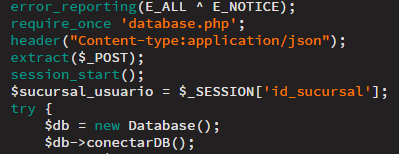 error_reporting(E_ALL ^ E_NOTICE);
require_once 'database.php';
header("Content-type:application/json");
extract($_POST);
session_start();
$sucursal_usuario = $_SESSION['id_sucursal'];
try {
$db = new Database();
$db->conectarDB();